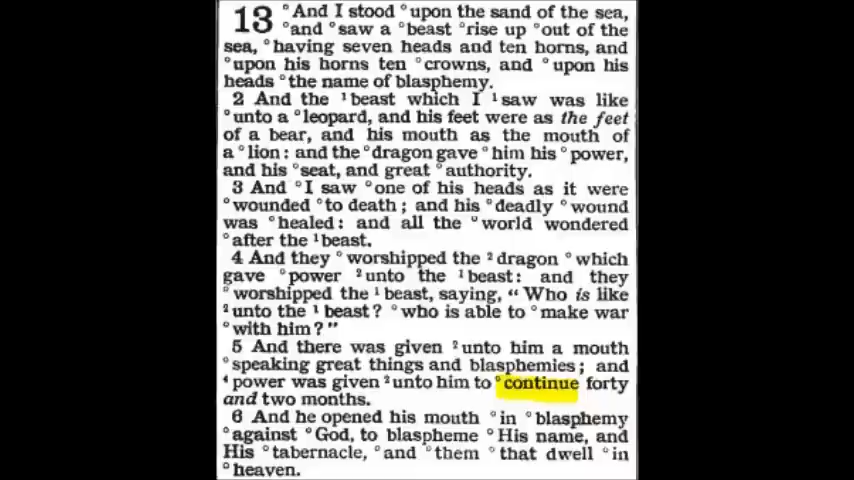 13 °And I stood °upon the sand of the sea,
°and °saw a °beast °rise up °out of the
sea, °having seven heads and ten horns, and
°upon his horns ten °crowns, and °upon his
heads °the name of blasphemy.
2 And the ¹beast which I ¹saw was like
°unto a °leopard, and his feet were as the feet
of a bear, and his mouth as the mouth of
a °lion: and the °dragon gave °him his °power,
and his °seat, and great °authority.
3 And °I saw °one of his heads as it were
°wounded °to death; and his °deadly °wound
was °healed: and all the °world wondered
°after the ¹beast.
4 And they °worshipped the ²dragon °which
gave °power ²unto the ¹beast: and they
°worshipped the ¹beast, saying, “Who is like
²unto the ¹beast? °who is able to °make war
°with him?”
5 And there was given ²unto him a mouth
°speaking great things and blasphemies; and
⁴power was given ²unto him to °continue forty
and two months.
6 And he opened his mouth °in °blasphemy
°against °God, to blaspheme °His name, and
His °tabernacle, °and °them °that dwell °in
°heaven.